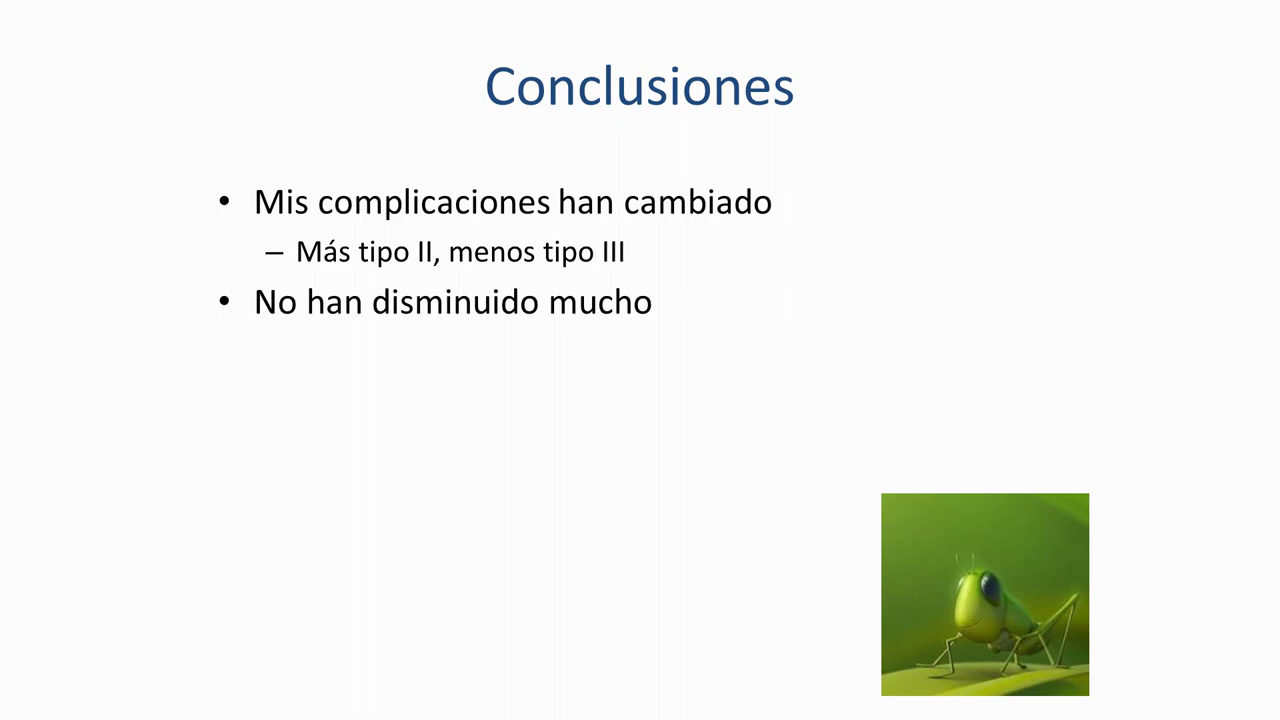 Conclusiones
• Mis complicaciones han cambiado
– Más tipo II, menos tipo III
• No han disminuido mucho